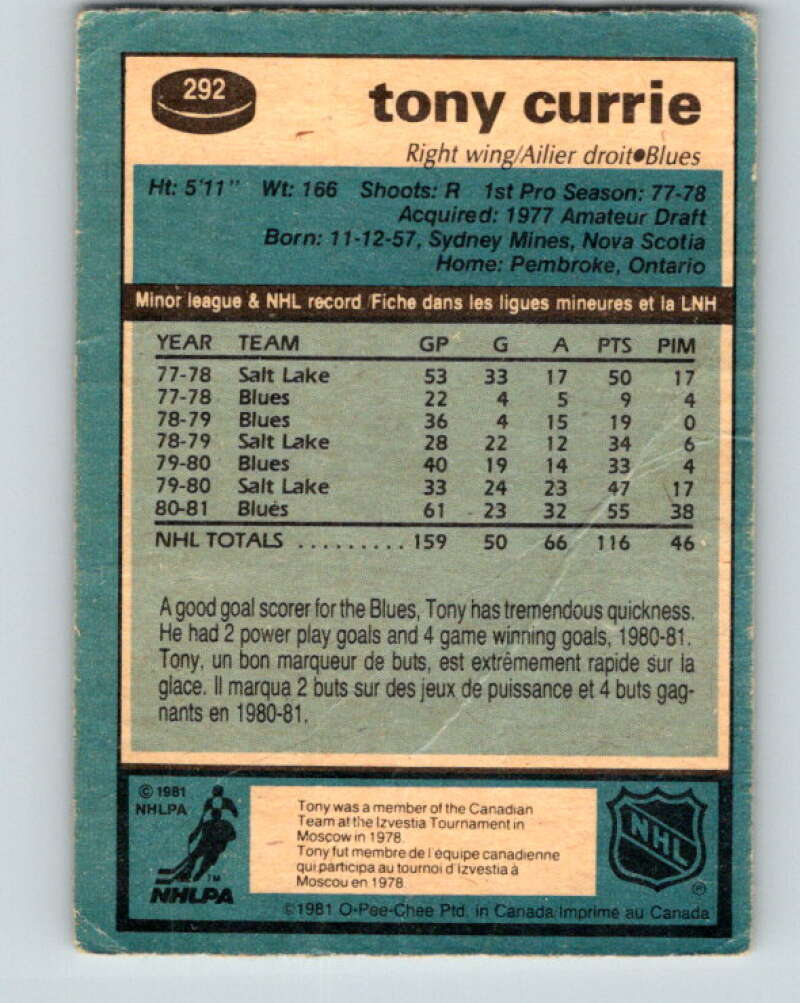 292
tony currie
Right wing/Ailier droit●Blues
Ht: 5'11" Wt: 166 Shoots: R 1st Pro Season: 77-78
Acquired: 1977 Amateur Draft
Born: 11-12-57, Sydney Mines, Nova Scotia
Home: Pembroke, Ontario
Minor league & NHL record/Fiche dans les ligues mineures et la LNH
YEAR TEAM GP G A PTS PIM
77-78 Salt Lake 53 33 17 50 17
77-78 Blues 22 4 5 9 4
78-79 Blues 36 4 15 19 0
78-79 Salt Lake 28 22 12 34 6
79-80 Blues 40 19 14 33 4
79-80 Salt Lake 33 24 23 47 17
80-81 Blues 61 23 32 55 38
NHL TOTALS ......... 159 50 66 116 46
A good goal scorer for the Blues, Tony has tremendous quickness.
He had 2 power play goals and 4 game winning goals, 1980-81.
Tony, un bon marqueur de buts, est extrêmement rapide sur la
glace. Il marqua 2 buts sur des jeux de puissance et 4 buts gag-
nants en 1980-81.
© 1981
NHLPA
TM
NHLPA
Tony was a member of the Canadian
Team at the Izvestia Tournament in
Moscow in 1978.
Tony fut membre de l'équipe canadienne
qui participa au tournoi d'Izvestia à
Moscou en 1978.
NHL
®
©1981 O-Pee-Chee Ptd. in Canada/Imprimé au Canada